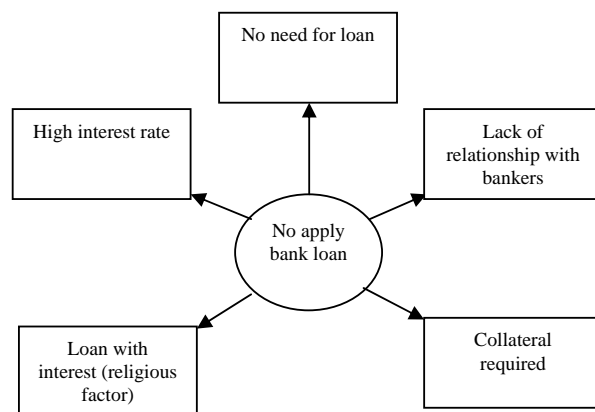 No need for loan
High interest rate
Lack of
relationship with
bankers
No apply
bank loan
Loan with
interest (religious
factor)
Collateral
required